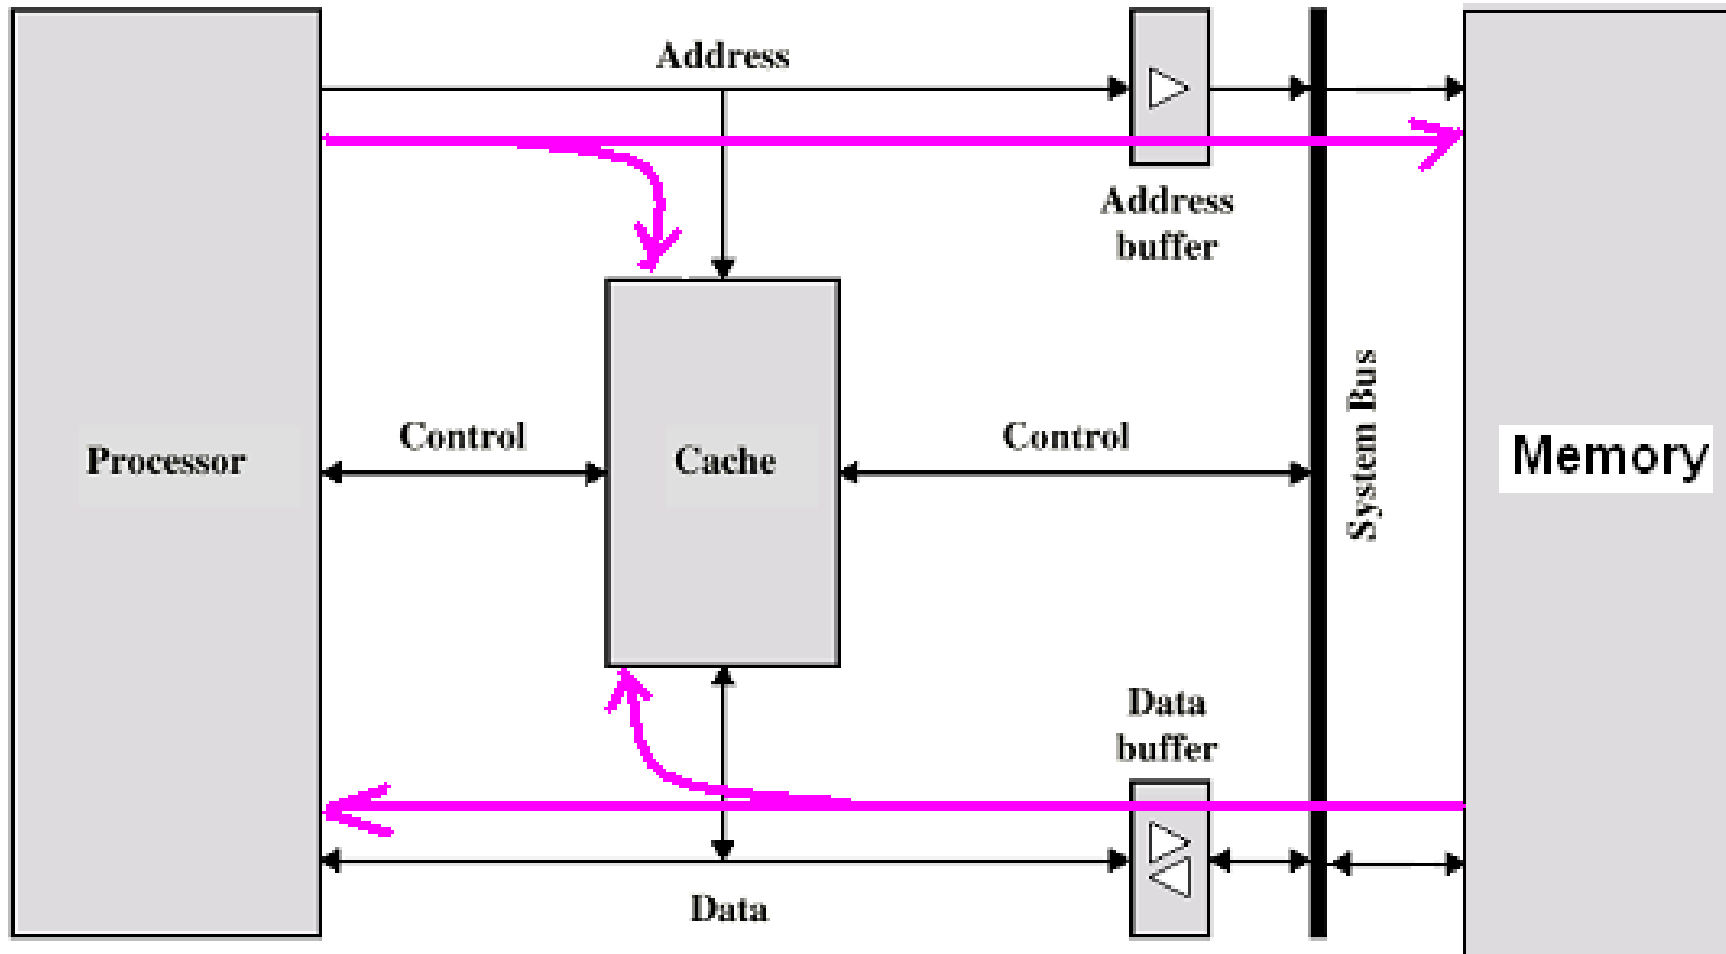 Address
Address
buffer
Control
Control
System Bus
Processor
Cache
Memory
Data
buffer
Data